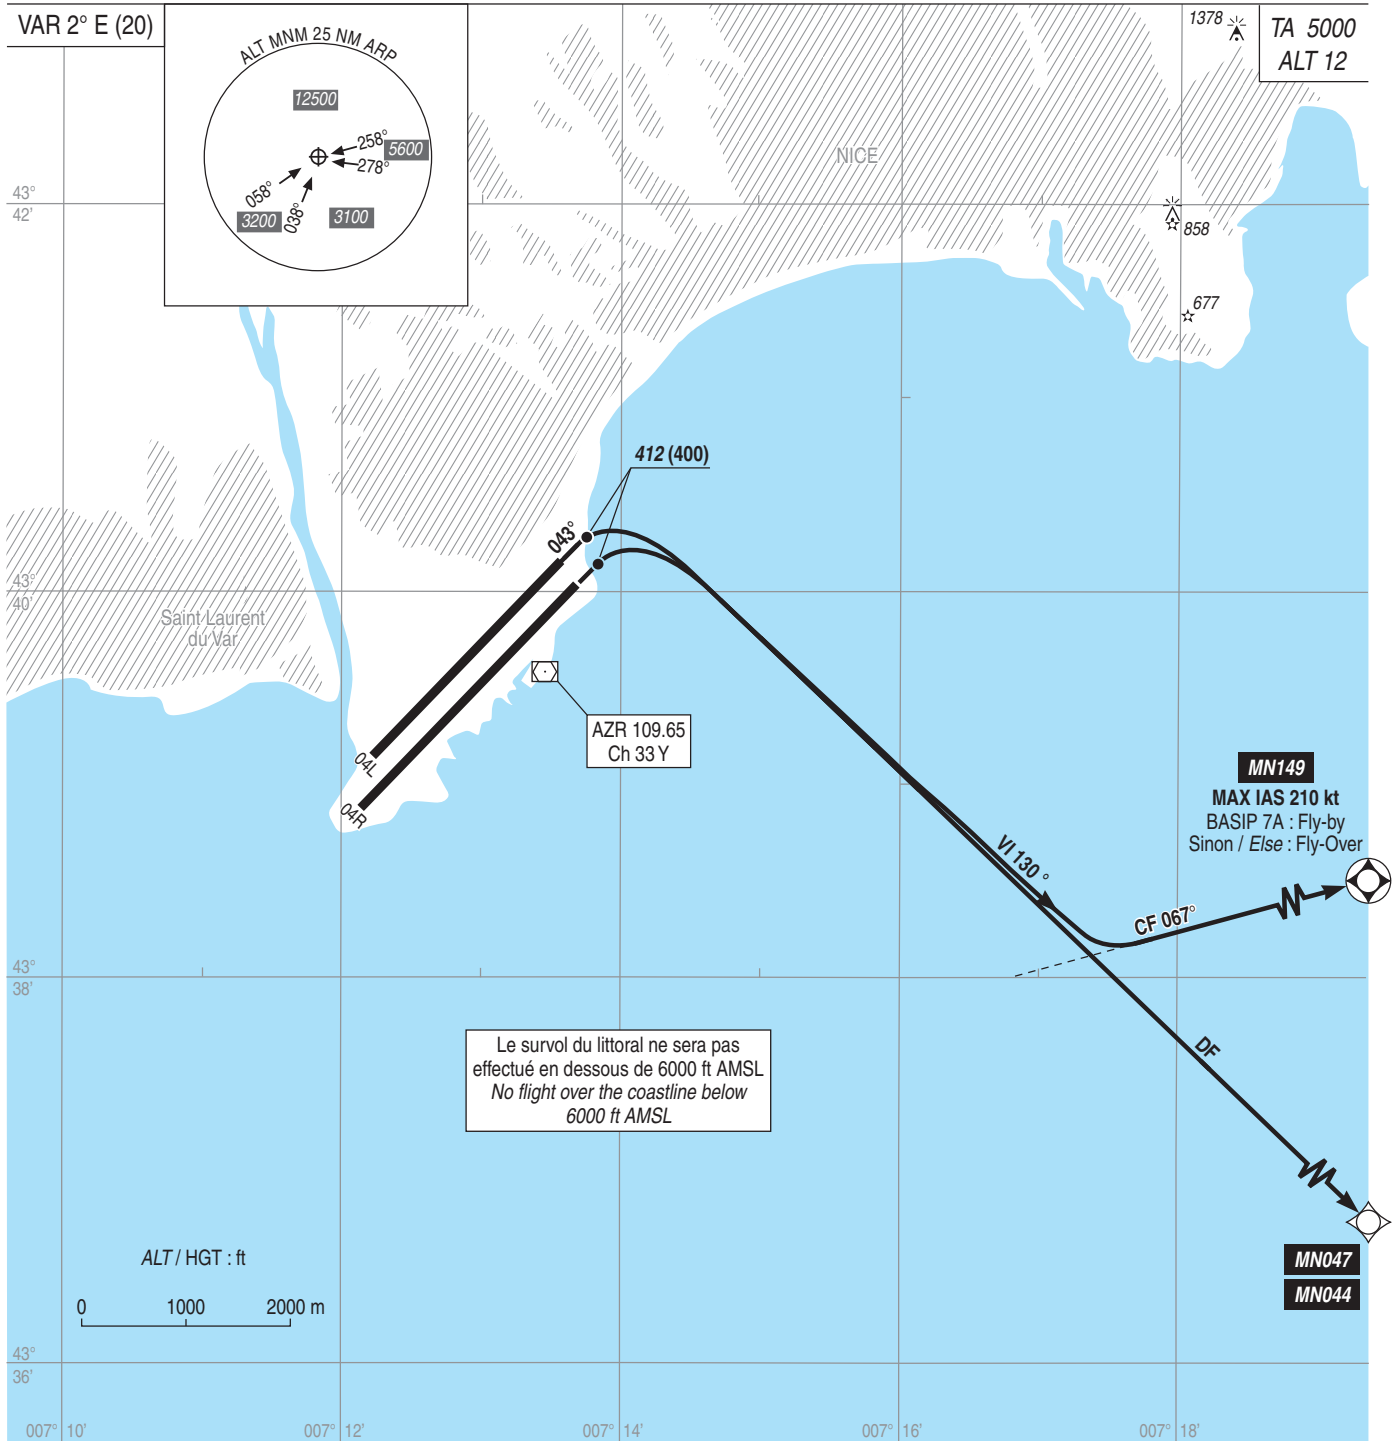 VAR 2° E (20)
ALT MNM 25 NM ARP
12500
258°
5600
278°
058°
038°
3200
3100
1378
TA 5000
ALT 12
NICE
43°
42'
858
677
412 (400)
043°
43°
40'
Saint Laurent
du Var
AZR 109.65
Ch 33 Y
04L
04R
MN149
MAX IAS 210 kt
BASIP 7A : Fly-by
Sinon / Else : Fly-Over
VI 130 °
CF 067°
43°
38'
Le survol du littoral ne sera pas
effectué en dessous de 6000 ft AMSL
No flight over the coastline below
6000 ft AMSL
DF
ALT / HGT : ft
0 1000 2000 m
MN047
MN044
43°
36'
007° 10' 007° 12' 007° 14' 007° 16' 007° 18'